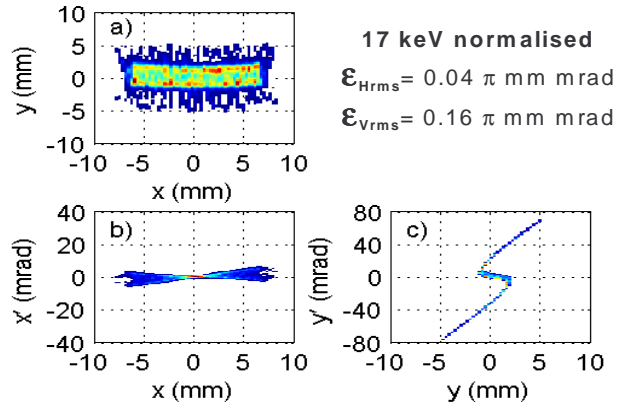 17 keV normalised
εHrms= 0.04 π mm mrad
εVrms= 0.16 π mm mrad
a)
y (mm)
10
5
0
-5
-10
-10 -5 0 5 10
x (mm)
b)
x' (mrad)
40
20
0
-20
-40
-10 -5 0 5 10
x (mm)
c)
y' (mrad)
80
40
0
-40
-80
-10 -5 0 5 10
y (mm)